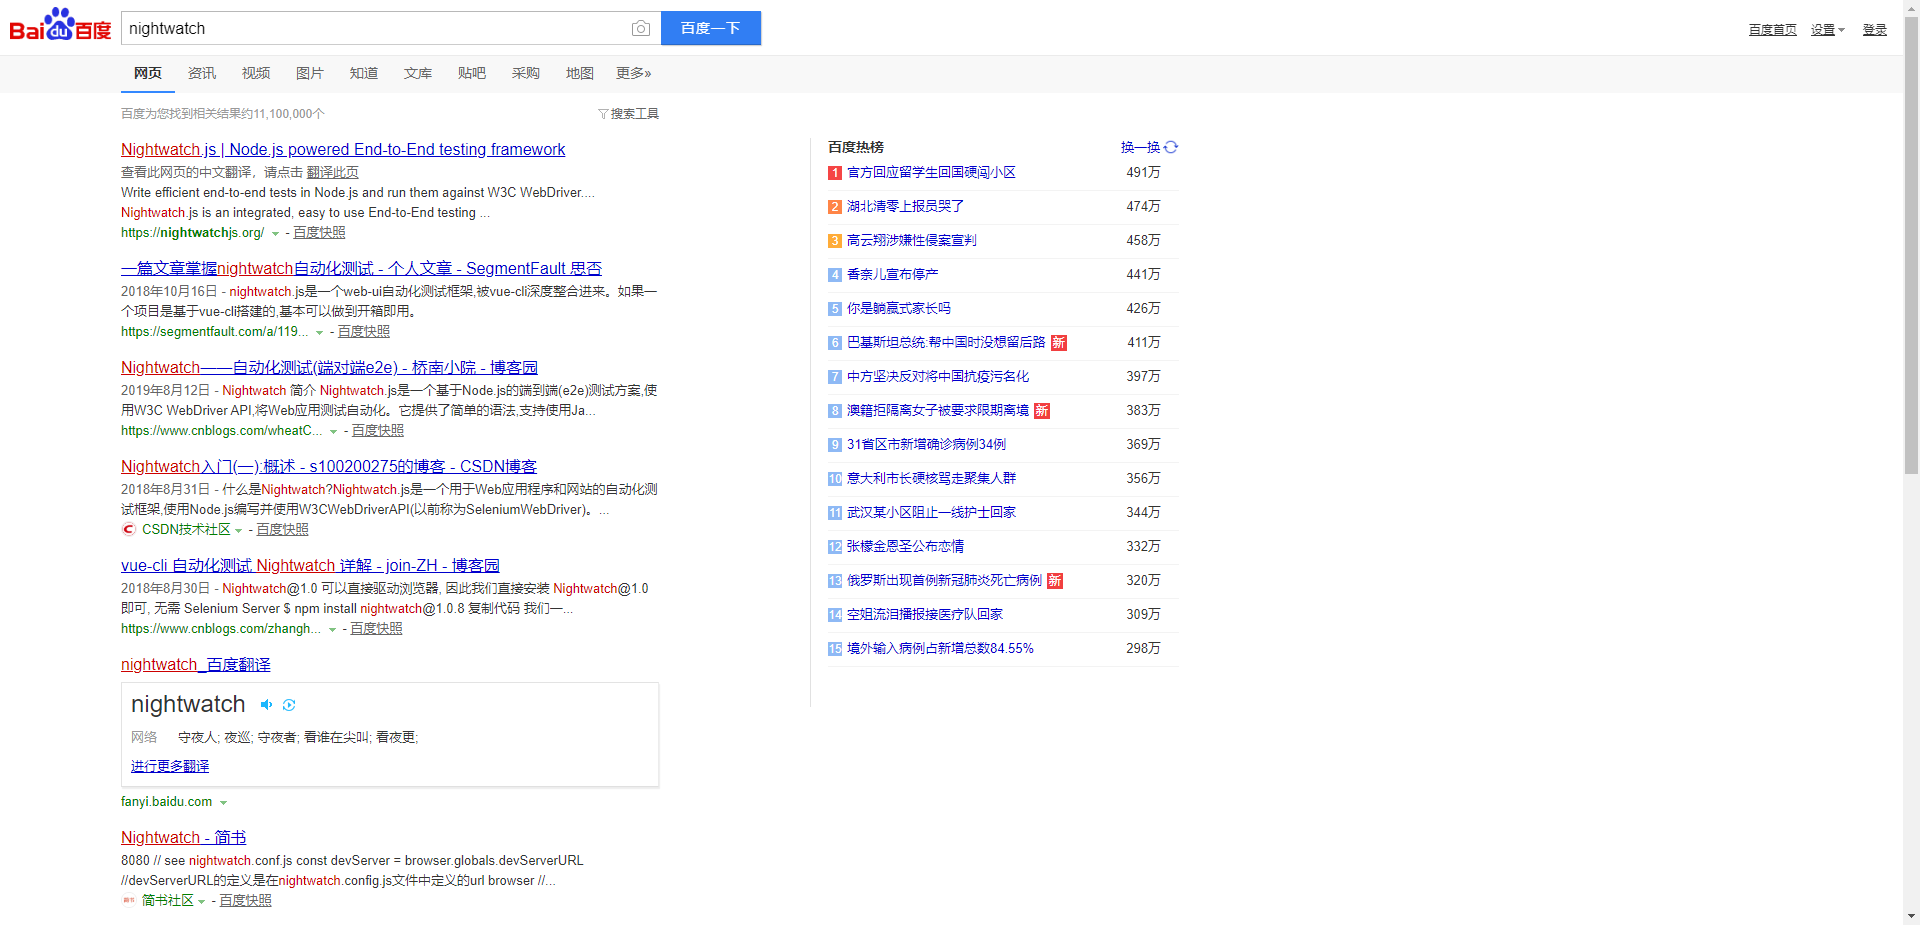 Bai du 百度
nightwatch
百度一下
百度首页 设置 登录
网页 资讯 视频 图片 知道 文库 贴吧 采购 地图 更多»
百度为您找到相关结果约11,100,000个
搜索工具
Nightwatch.js | Node.js powered End-to-End testing framework
查看此网页的中文翻译，请点击 翻译此页
Write efficient end-to-end tests in Node.js and run them against W3C WebDriver....
Nightwatch.js is an integrated, easy to use End-to-End testing ...
https://nightwatchjs.org/ - 百度快照
一篇文章掌握nightwatch自动化测试 - 个人文章 - SegmentFault 思否
2018年10月16日 - nightwatch.js是一个web-ui自动化测试框架,被vue-cli深度整合进来。如果一
个项目是基于vue-cli搭建的,基本可以做到开箱即用。
https://segmentfault.com/a/119... - 百度快照
Nightwatch——自动化测试(端对端e2e) - 桥南小院 - 博客园
2019年8月12日 - Nightwatch 简介 Nightwatch.js是一个基于Node.js的端到端(e2e)测试方案,使
用W3C WebDriver API,将Web应用测试自动化。它提供了简单的语法,支持使用Ja...
https://www.cnblogs.com/wheatC... - 百度快照
Nightwatch入门(一):概述 - s100200275的博客 - CSDN博客
2018年8月31日 - 什么是Nightwatch?Nightwatch.js是一个用于Web应用程序和网站的自动化测
试框架,使用Node.js编写并使用W3CWebDriverAPI(以前称为SeleniumWebDriver)。...
CSDN技术社区 - 百度快照
vue-cli 自动化测试 Nightwatch 详解 - join-ZH - 博客园
2018年8月30日 - Nightwatch@1.0 可以直接驱动浏览器, 因此我们直接安装 Nightwatch@1.0
即可, 无需 Selenium Server $ npm install nightwatch@1.0.8 复制代码 我们一...
https://www.cnblogs.com/zhangh... - 百度快照
nightwatch_百度翻译
nightwatch
网络 守夜人; 夜巡; 守夜者; 看谁在尖叫; 看夜更;
进行更多翻译
fanyi.baidu.com
Nightwatch - 简书
8080 // see nightwatch.conf.js const devServer = browser.globals.devServerURL
//devServerURL的定义是在nightwatch.config.js文件中定义的url browser //...
简书社区 - 百度快照
百度热榜 换一换
1 官方回应留学生回国硬闯小区 491万
2 湖北清零上报员哭了 474万
3 高云翔涉嫌性侵案宣判 458万
4 香奈儿宣布停产 441万
5 你是躺赢式家长吗 426万
6 巴基斯坦总统:帮中国时没想留后路 新 411万
7 中方坚决反对将中国抗疫污名化 397万
8 澳籍拒隔离女子被要求限期离境 新 383万
9 31省区市新增确诊病例34例 369万
10 意大利市长硬核骂走聚集人群 356万
11 武汉某小区阻止一线护士回家 344万
12 张檬金恩圣公布恋情 332万
13 俄罗斯出现首例新冠肺炎死亡病例 新 320万
14 空姐流泪播报接医疗队回家 309万
15 境外输入病例占新增总数84.55% 298万